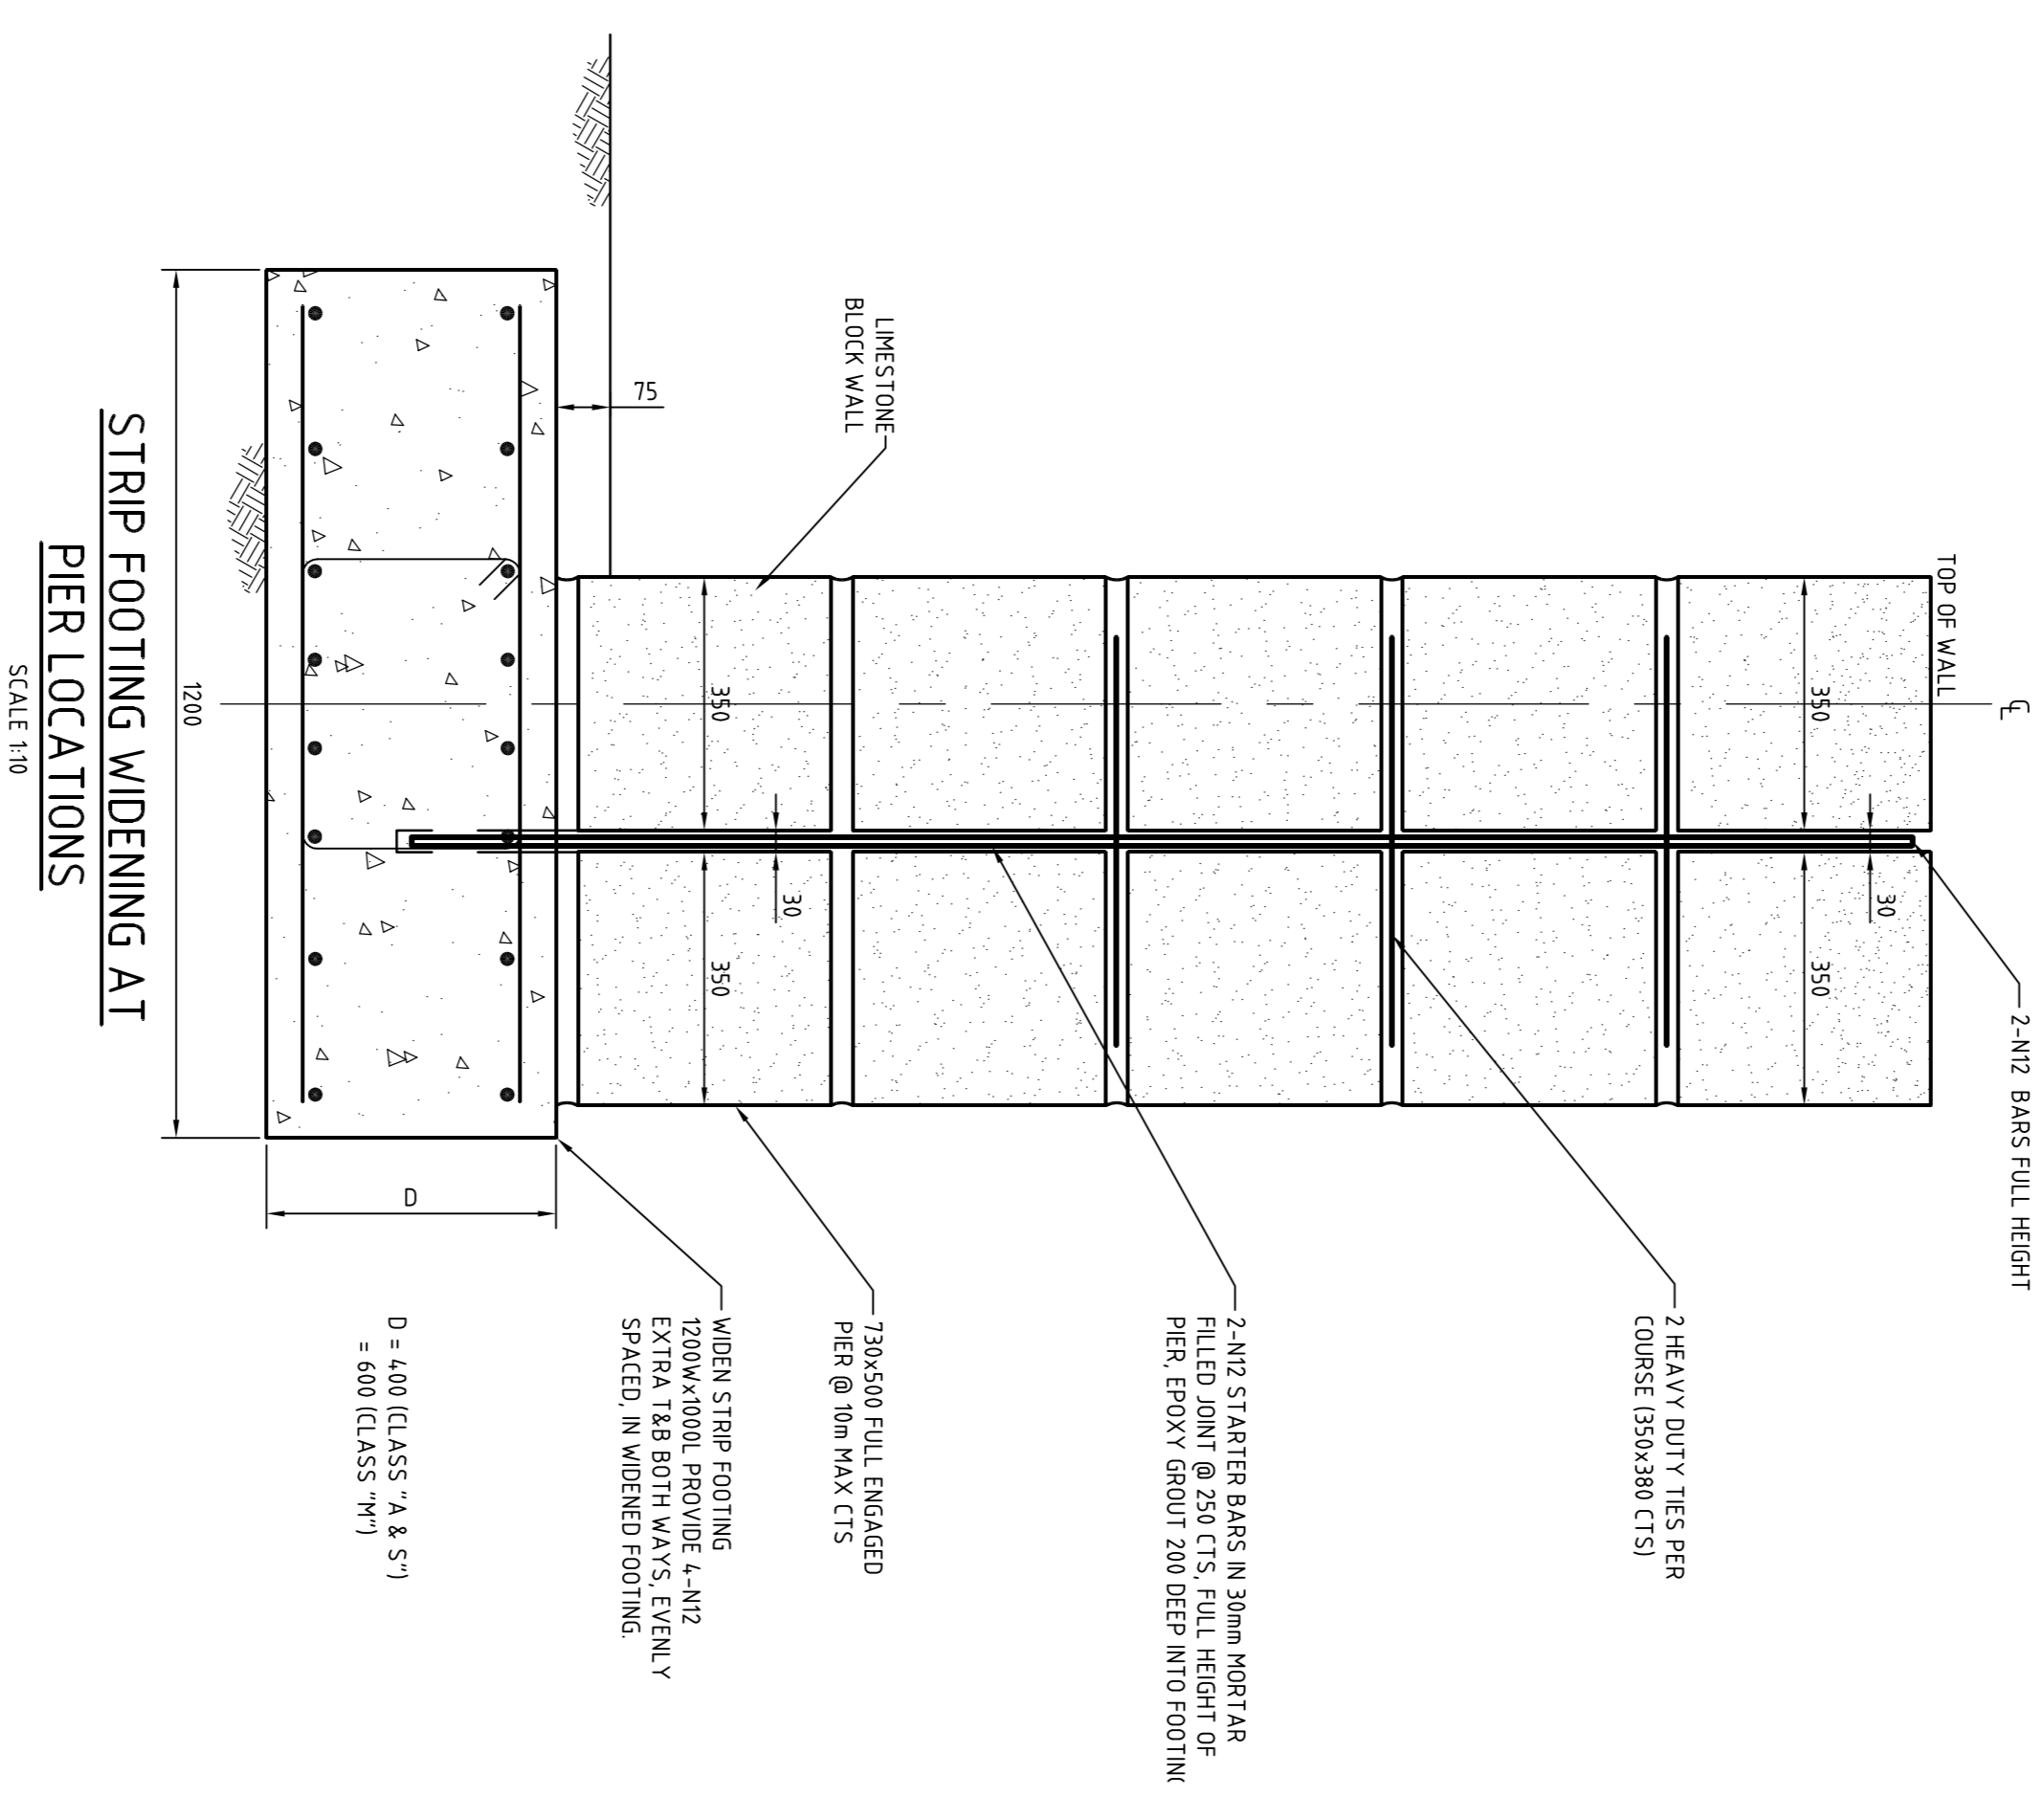 TOP OF WALL
℄
2-N12 BARS FULL HEIGHT
350
350
30
2 HEAVY DUTY TIES PER
COURSE (350x380 CTS)
2-N12 STARTER BARS IN 30mm MORTAR
FILLED JOINT @ 250 CTS, FULL HEIGHT OF
PIER, EPOXY GROUT 200 DEEP INTO FOOTING
LIMESTONE
BLOCK WALL
30
350
350
730x500 FULL ENGAGED
PIER @ 10m MAX CTS
75
WIDEN STRIP FOOTING
1200Wx1000L PROVIDE 4-N12
EXTRA T&B BOTH WAYS, EVENLY
SPACED, IN WIDENED FOOTING.
D
D = 400 (CLASS "A & S")
= 600 (CLASS "M")
1200
STRIP FOOTING WIDENING AT
PIER LOCATIONS
SCALE 1:10